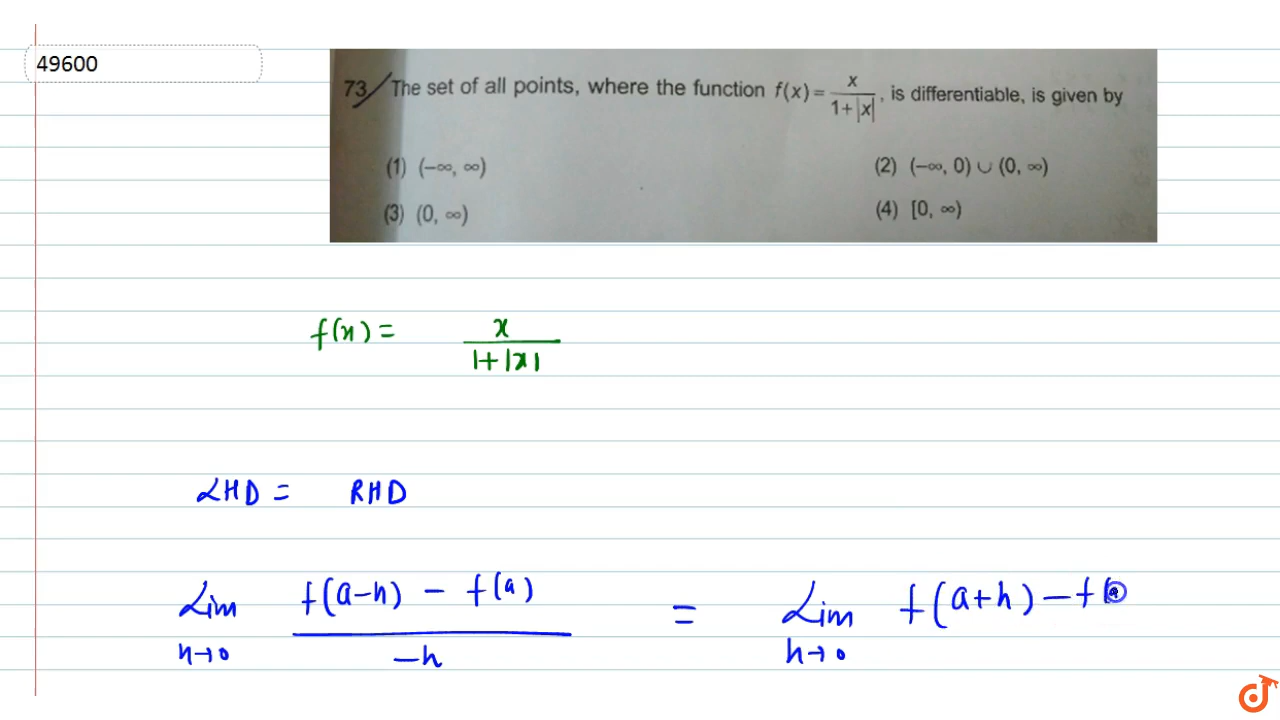 49600
73. The set of all points, where the function f(x) = x / (1+|x|), is differentiable, is given by
(1) (–∞, ∞) (2) (–∞, 0) ∪ (0, ∞)
(3) (0, ∞) (4) [0, ∞)
f(x) = x / (1+|x|)
LHD = RHD
Lim h→0 (f(a-h) - f(a)) / -h = Lim h→0 f(a+h) - f(a